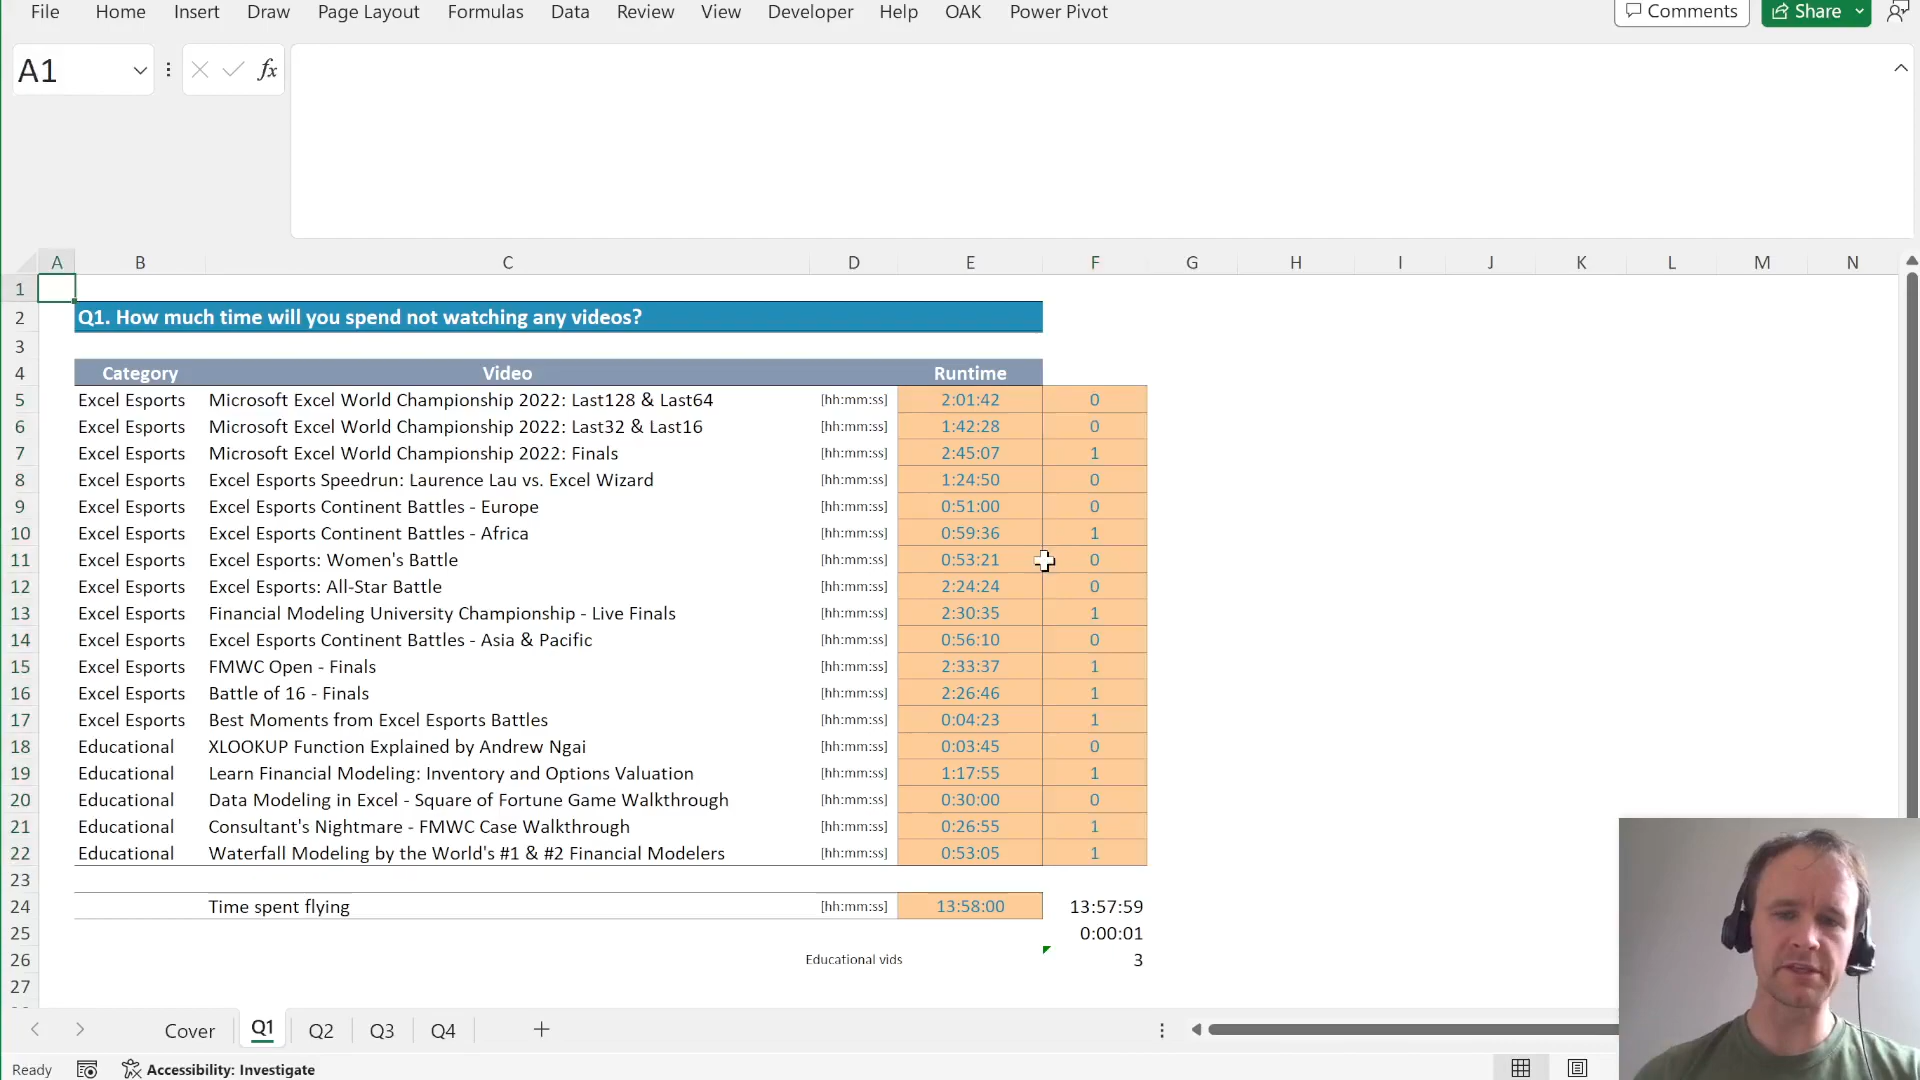 File Home Insert Draw Page Layout Formulas Data Review View Developer Help OAK Power Pivot Comments Share
A1 fx
A B C D E F G H I J K L M N
1
2 Q1. How much time will you spend not watching any videos?
3
4 Category Video Runtime
5 Excel Esports Microsoft Excel World Championship 2022: Last128 & Last64 [hh:mm:ss] 2:01:42 0
6 Excel Esports Microsoft Excel World Championship 2022: Last32 & Last16 [hh:mm:ss] 1:42:28 0
7 Excel Esports Microsoft Excel World Championship 2022: Finals [hh:mm:ss] 2:45:07 1
8 Excel Esports Excel Esports Speedrun: Laurence Lau vs. Excel Wizard [hh:mm:ss] 1:24:50 0
9 Excel Esports Excel Esports Continent Battles - Europe [hh:mm:ss] 0:51:00 0
10 Excel Esports Excel Esports Continent Battles - Africa [hh:mm:ss] 0:59:36 1
11 Excel Esports Excel Esports: Women's Battle [hh:mm:ss] 0:53:21 0
12 Excel Esports Excel Esports: All-Star Battle [hh:mm:ss] 2:24:24 0
13 Excel Esports Financial Modeling University Championship - Live Finals [hh:mm:ss] 2:30:35 1
14 Excel Esports Excel Esports Continent Battles - Asia & Pacific [hh:mm:ss] 0:56:10 0
15 Excel Esports FMWC Open - Finals [hh:mm:ss] 2:33:37 1
16 Excel Esports Battle of 16 - Finals [hh:mm:ss] 2:26:46 1
17 Excel Esports Best Moments from Excel Esports Battles [hh:mm:ss] 0:04:23 1
18 Educational XLOOKUP Function Explained by Andrew Ngai [hh:mm:ss] 0:03:45 0
19 Educational Learn Financial Modeling: Inventory and Options Valuation [hh:mm:ss] 1:17:55 1
20 Educational Data Modeling in Excel - Square of Fortune Game Walkthrough [hh:mm:ss] 0:30:00 0
21 Educational Consultant's Nightmare - FMWC Case Walkthrough [hh:mm:ss] 0:26:55 1
22 Educational Waterfall Modeling by the World's #1 & #2 Financial Modelers [hh:mm:ss] 0:53:05 1
23
24 Time spent flying [hh:mm:ss] 13:58:00 13:57:59
25 0:00:01
26 Educational vids 3
27
Cover Q1 Q2 Q3 Q4
Ready Accessibility: Investigate